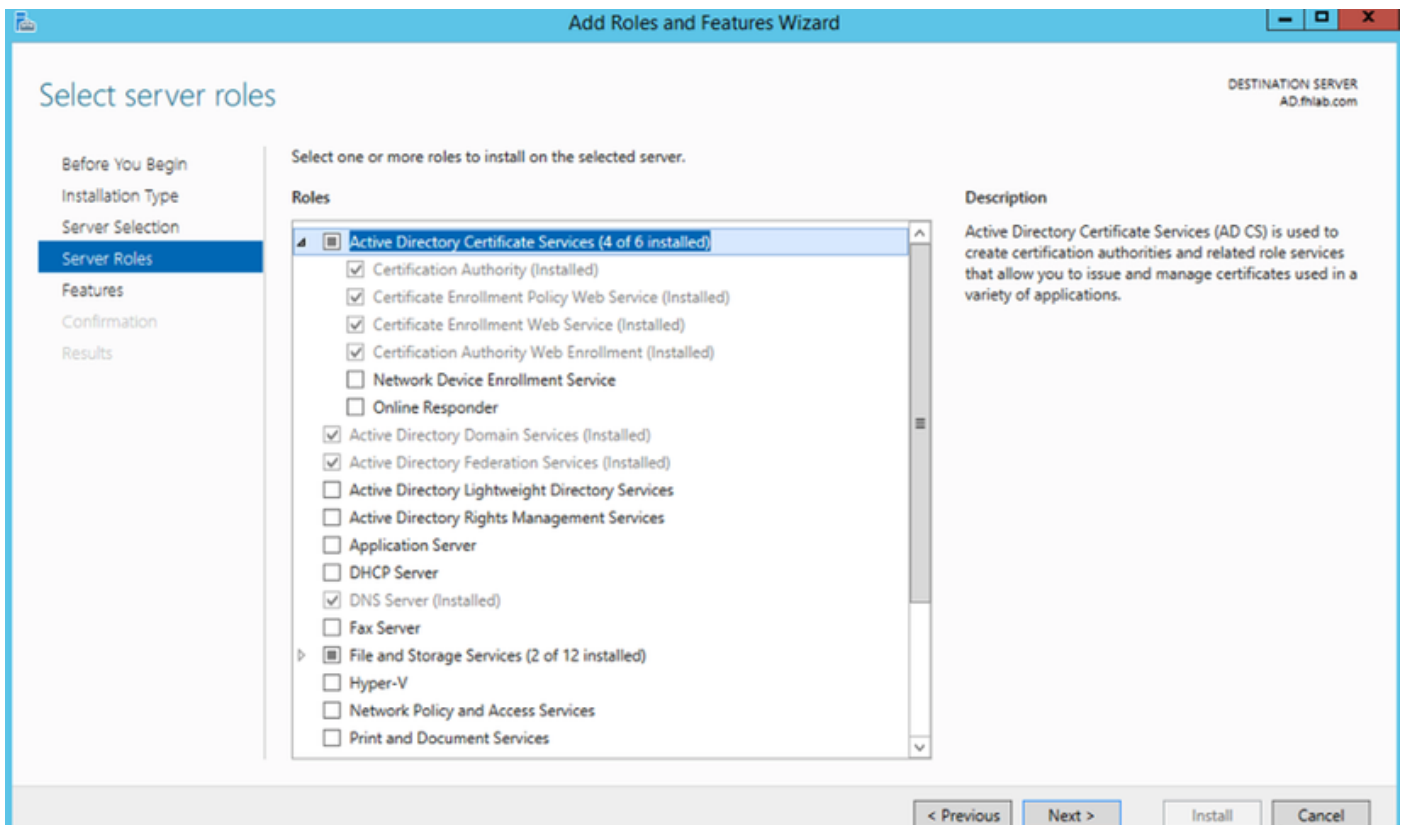 Add Roles and Features Wizard
Select server roles
DESTINATION SERVER
AD.fhlab.com
Before You Begin
Installation Type
Server Selection
Server Roles
Features
Confirmation
Results
Select one or more roles to install on the selected server.
Roles
Active Directory Certificate Services (4 of 6 installed)
Certification Authority (Installed)
Certificate Enrollment Policy Web Service (Installed)
Certificate Enrollment Web Service (Installed)
Certification Authority Web Enrollment (Installed)
Network Device Enrollment Service
Online Responder
Active Directory Domain Services (Installed)
Active Directory Federation Services (Installed)
Active Directory Lightweight Directory Services
Active Directory Rights Management Services
Application Server
DHCP Server
DNS Server (Installed)
Fax Server
File and Storage Services (2 of 12 installed)
Hyper-V
Network Policy and Access Services
Print and Document Services
Description
Active Directory Certificate Services (AD CS) is used to
create certification authorities and related role services
that allow you to issue and manage certificates used in a
variety of applications.
< Previous
Next >
Install
Cancel